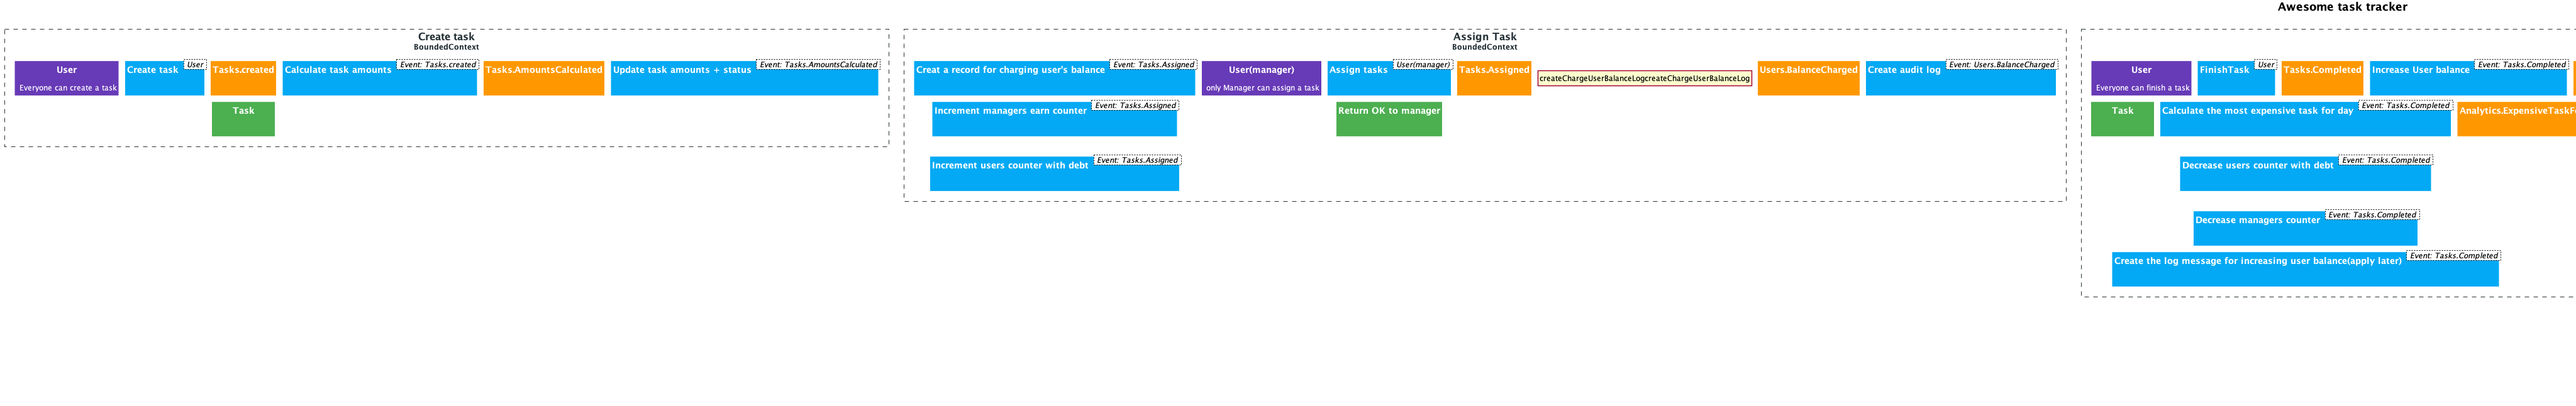 Awesome task tracker
Create task
BoundedContext
User
Everyone can create a task
Create task
User
Tasks.created
Calculate task amounts
Event: Tasks.created
Tasks.AmountsCalculated
Update task amounts + status
Event: Tasks.AmountsCalculated
Task
Assign Task
BoundedContext
Creat a record for charging user's balance
Event: Tasks.Assigned
User(manager)
only Manager can assign a task
Assign tasks
User(manager)
Tasks.Assigned
createChargeUserBalanceLogcreateChargeUserBalanceLog
Users.BalanceCharged
Create audit log
Event: Users.BalanceCharged
Increment managers earn counter
Event: Tasks.Assigned
Return OK to manager
Increment users counter with debt
Event: Tasks.Assigned
User
Everyone can finish a task
FinishTask
User
Tasks.Completed
Increase User balance
Event: Tasks.Completed
Task
Calculate the most expensive task for day
Event: Tasks.Completed
Decrease users counter with debt
Event: Tasks.Completed
Decrease managers counter
Event: Tasks.Completed
Create the log message for increasing user balance(apply later)
Event: Tasks.Completed